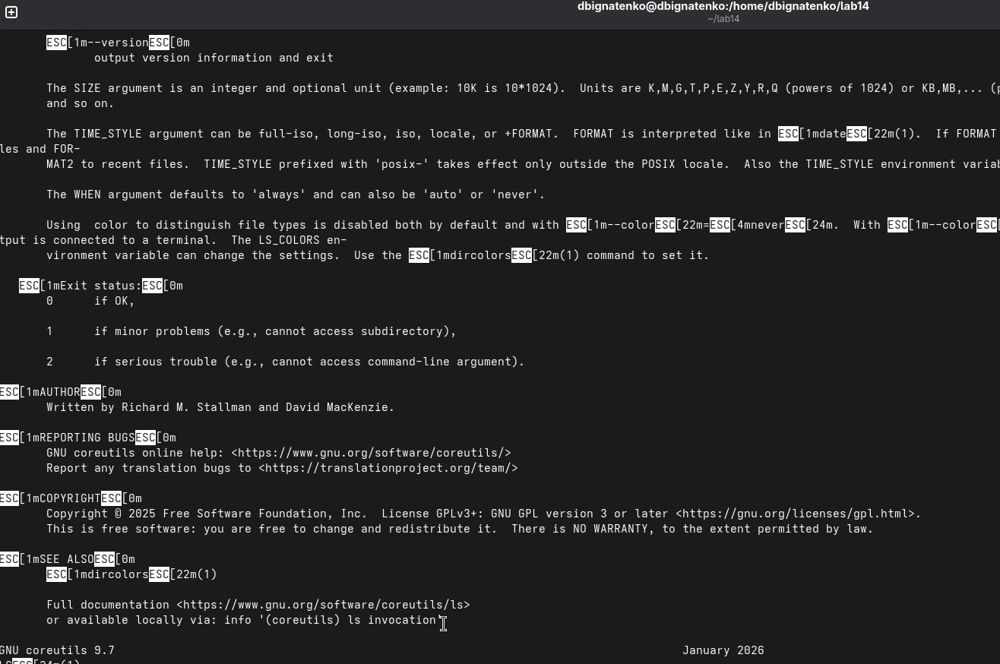 dbignatenko@dbignatenko:/home/dbignatenko/lab14
~/lab14
ESC[1m--versionESC[0m
output version information and exit
The SIZE argument is an integer and optional unit (example: 10K is 10*1024).  Units are K,M,G,T,P,E,Z,Y,R,Q (powers of 1024) or KB,MB,... (p
and so on.
The TIME_STYLE argument can be full-iso, long-iso, iso, locale, or +FORMAT.  FORMAT is interpreted like in ESC[1mdateESC[22m(1).  If FORMAT
les and FOR-
MAT2 to recent files.  TIME_STYLE prefixed with 'posix-' takes effect only outside the POSIX locale.  Also the TIME_STYLE environment variab
The WHEN argument defaults to 'always' and can also be 'auto' or 'never'.
Using  color to distinguish file types is disabled both by default and with ESC[1m--colorESC[22m=ESC[4mneverESC[24m.  With ESC[1m--colorESC[
tput is connected to a terminal.  The LS_COLORS en-
vironment variable can change the settings.  Use the ESC[1mdircolorsESC[22m(1) command to set it.
ESC[1mExit status:ESC[0m
0      if OK,
1      if minor problems (e.g., cannot access subdirectory),
2      if serious trouble (e.g., cannot access command-line argument).
ESC[1mAUTHORESC[0m
Written by Richard M. Stallman and David MacKenzie.
ESC[1mREPORTING BUGSESC[0m
GNU coreutils online help: <https://www.gnu.org/software/coreutils/>
Report any translation bugs to <https://translationproject.org/team/>
ESC[1mCOPYRIGHTESC[0m
Copyright © 2025 Free Software Foundation, Inc.  License GPLv3+: GNU GPL version 3 or later <https://gnu.org/licenses/gpl.html>.
This is free software: you are free to change and redistribute it.  There is NO WARRANTY, to the extent permitted by law.
ESC[1mSEE ALSOESC[0m
ESC[1mdircolorsESC[22m(1)
Full documentation <https://www.gnu.org/software/coreutils/ls>
or available locally via: info '(coreutils) ls invocation'
GNU coreutils 9.7 January 2026
LSESC[24m(1)